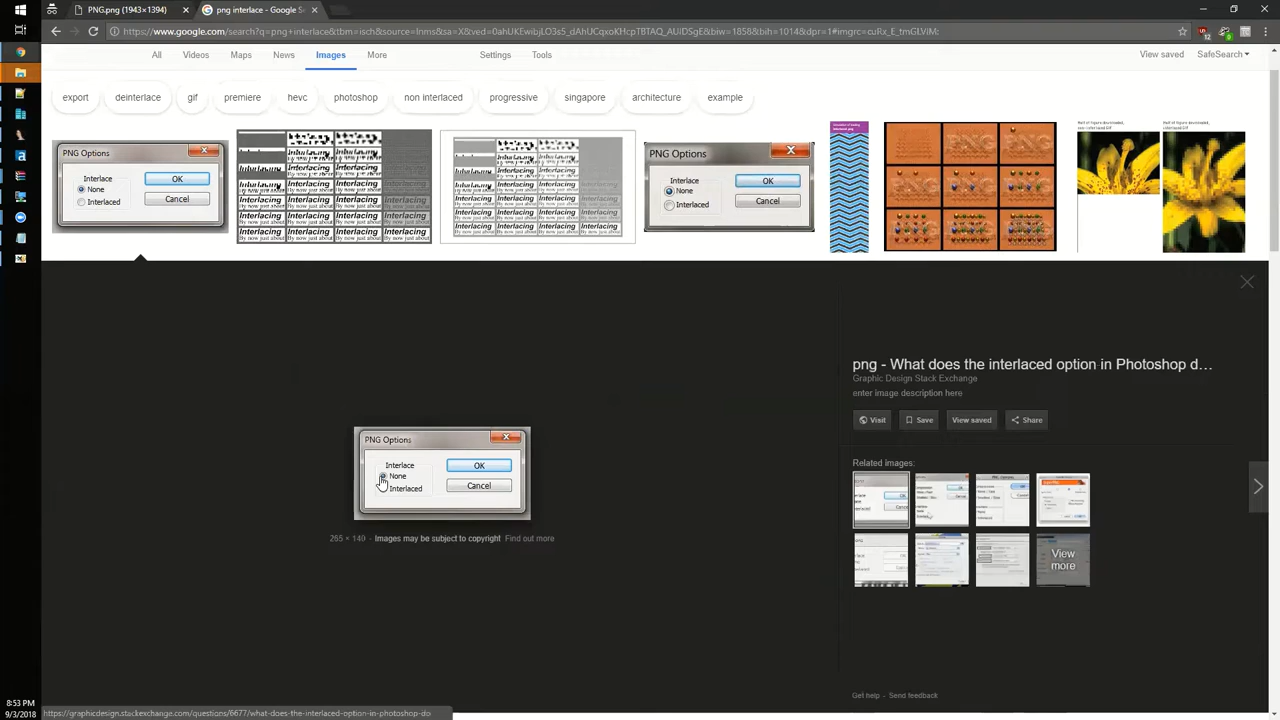 PNG.png (1943×1394)
png interlace - Google S
https://www.google.com/search?q=png+interlace&tbm=isch&source=lnms&sa=X&ved=0ahUKEwibjLO3s5_dAhUCqxoKHcpTBTAQ_AUIDSgE&biw=1858&bih=1014&dpr=1#imgrc=cuRx_E_tmGLViM:
All Videos Maps News Images More Settings Tools View saved SafeSearch
export deinterlace gif premiere hevc photoshop non interlaced progressive singapore architecture example
PNG Options
Interlace
None
Interlaced
OK
Cancel
Interlacing
By now just about
PNG Options
Interlace
None
Interlaced
OK
Cancel
png - What does the interlaced option in Photoshop d...
Graphic Design Stack Exchange
enter image description here
Visit Save View saved Share
PNG Options
Interlace
None
Interlaced
OK
Cancel
265 × 140 - Images may be subject to copyright Find out more
Related images:
View more
Get help - Send feedback
8:53 PM
9/3/2018
https://graphicdesign.stackexchange.com/questions/6677/what-does-the-interlaced-option-in-photoshop-do